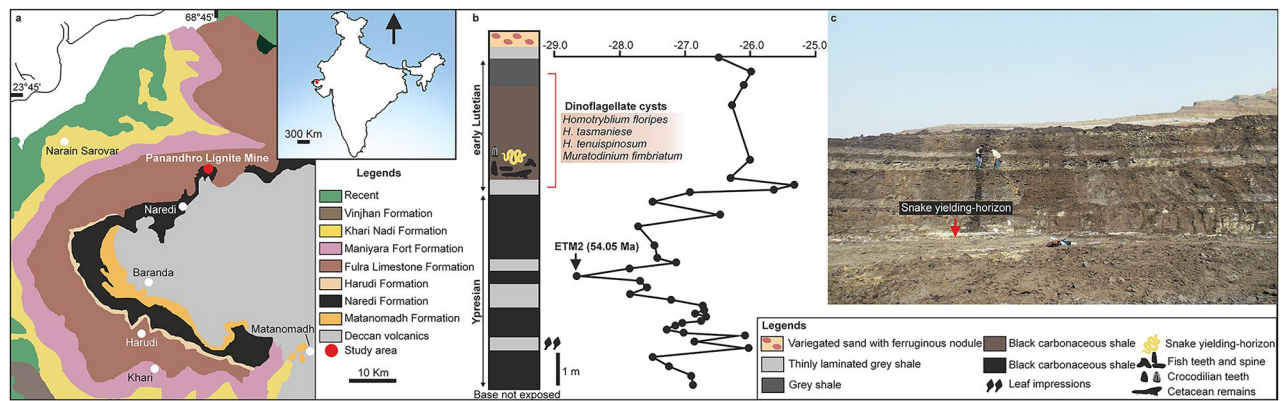 a
68°45'
23°45'
300 Km
Narain Sarovar
Panandhro Lignite Mine
Naredi
Baranda
Harudi
Khari
Matanomadh
Legends
Recent
Vinjhan Formation
Khari Nadi Formation
Maniyara Fort Formation
Fulra Limestone Formation
Harudi Formation
Naredi Formation
Matanomadh Formation
Deccan volcanics
Study area
10 Km
b
-29.0 -28.0 -27.0 -26.0 -25.0
early Lutetian
Dinoflagellate cysts
Homotryblium floripes
H. tasmaniese
H. tenuispinosum
Muratodinium fimbriatum
ETM2 (54.05 Ma)
Ypresian
1 m
Base not exposed
c
Snake yielding-horizon
Legends
Variegated sand with ferruginous nodule
Thinly laminated grey shale
Grey shale
Black carbonaceous shale
Black carbonaceous shale
Leaf impressions
Snake yielding-horizon
Fish teeth and spine
Crocodilian teeth
Cetacean remains